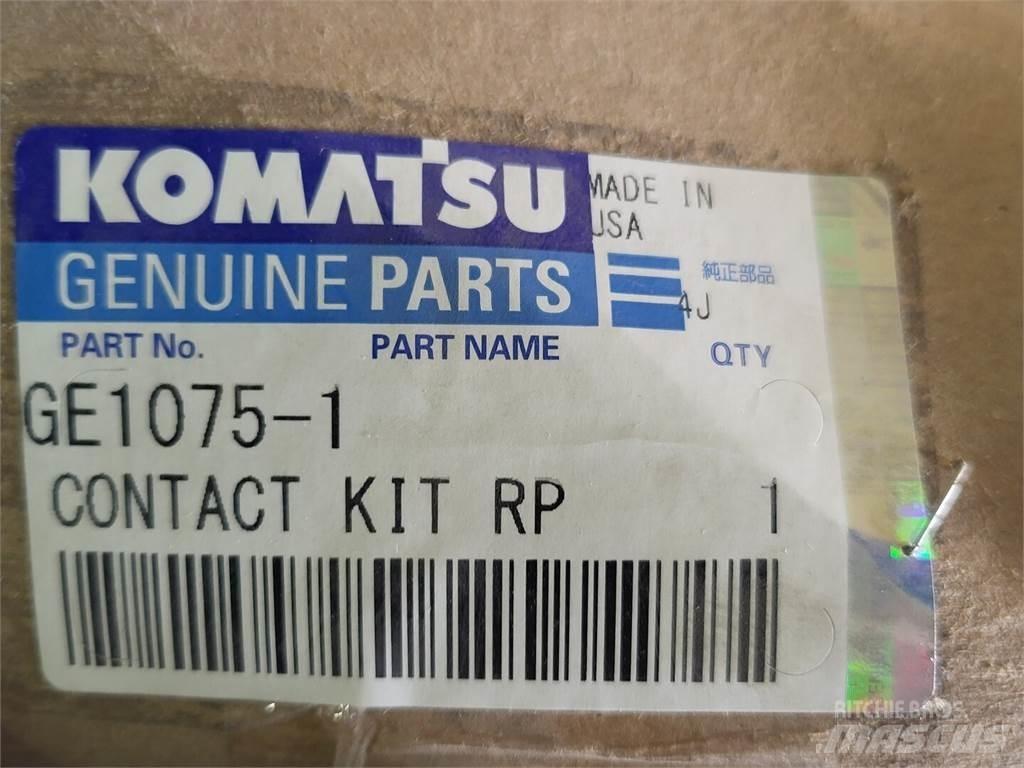 KOMATSU
MADE IN
USA
GENUINE PARTS
純正部品
4J
PART No. PART NAME QTY
GE1075-1
CONTACT KIT RP 1
RITCHIE BROS
MASCUS